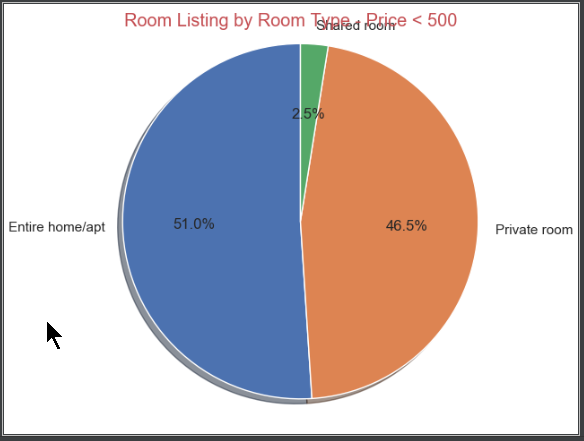 Room Listing by Room Type - Price < 500
Shared room
2.5%
51.0%
46.5%
Entire home/apt
Private room